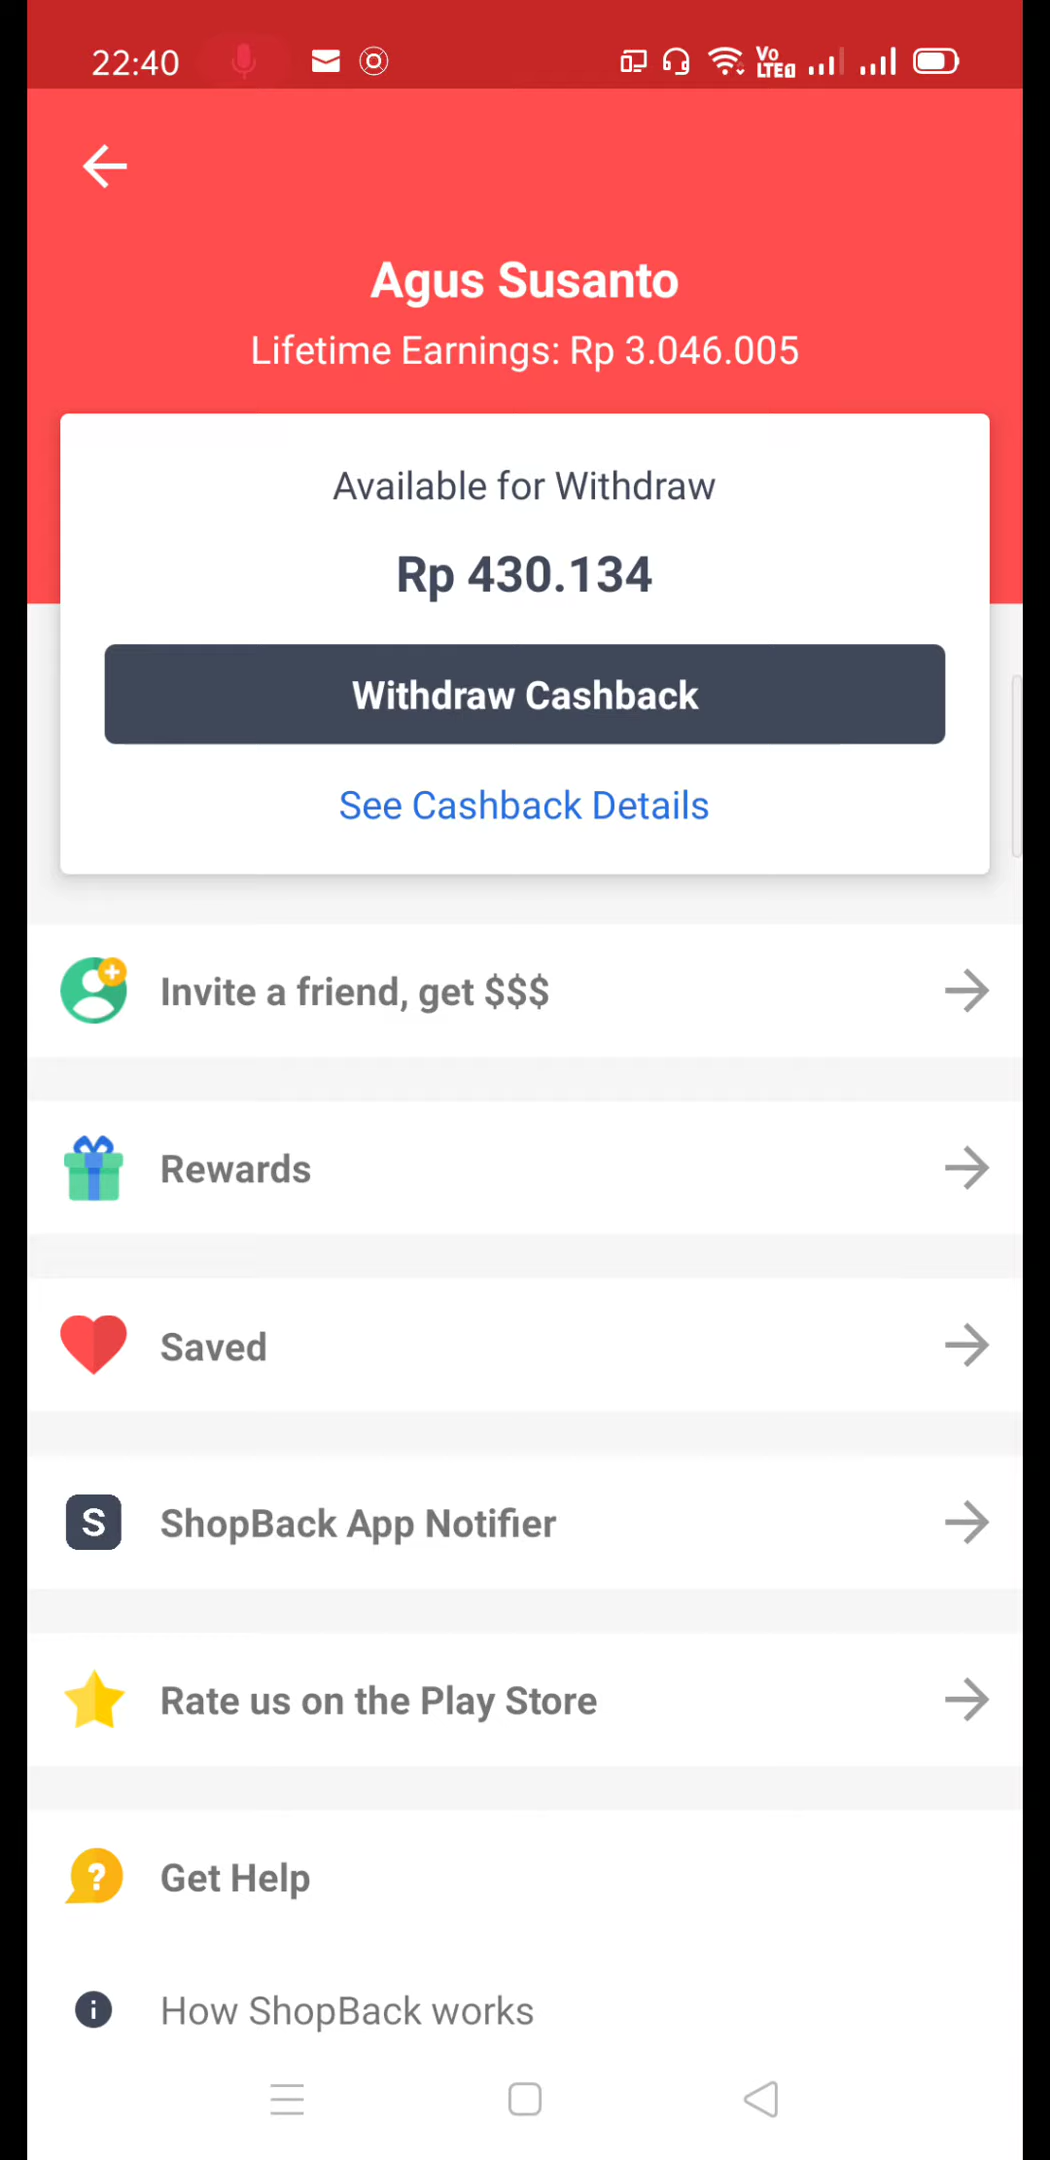 22:40
Vo
LTE1
Agus Susanto
Lifetime Earnings: Rp 3.046.005
Available for Withdraw
Rp 430.134
Withdraw Cashback
See Cashback Details
Invite a friend, get $$$
Rewards
Saved
S
ShopBack App Notifier
Rate us on the Play Store
?
Get Help
i
How ShopBack works